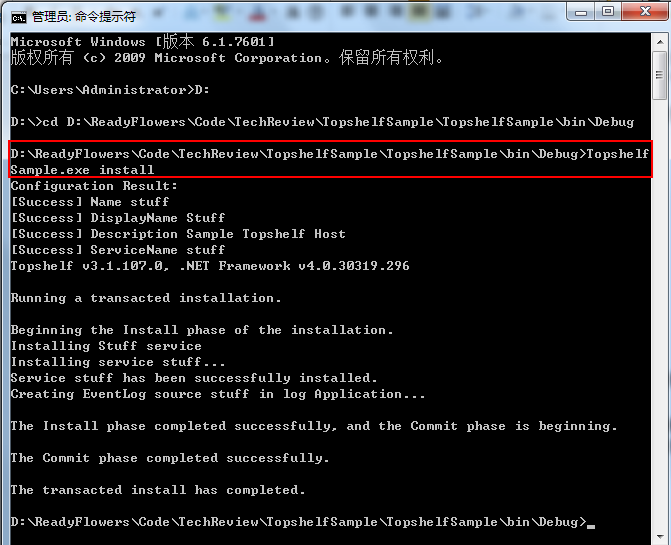 管理员: 命令提示符
Microsoft Windows [版本 6.1.7601]
版权所有 (c) 2009 Microsoft Corporation。保留所有权利。
C:\Users\Administrator>D:
D:\>cd D:\ReadyFlowers\Code\TechReview\TopshelfSample\TopshelfSample\bin\Debug
D:\ReadyFlowers\Code\TechReview\TopshelfSample\TopshelfSample\bin\Debug>Topshelf
Sample.exe install
Configuration Result:
[Success] Name stuff
[Success] DisplayName Stuff
[Success] Description Sample Topshelf Host
[Success] ServiceName stuff
Topshelf v3.1.107.0, .NET Framework v4.0.30319.296
Running a transacted installation.
Beginning the Install phase of the installation.
Installing Stuff service
Installing service stuff...
Service stuff has been successfully installed.
Creating EventLog source stuff in log Application...
The Install phase completed successfully, and the Commit phase is beginning.
The Commit phase completed successfully.
The transacted install has completed.
D:\ReadyFlowers\Code\TechReview\TopshelfSample\TopshelfSample\bin\Debug>_